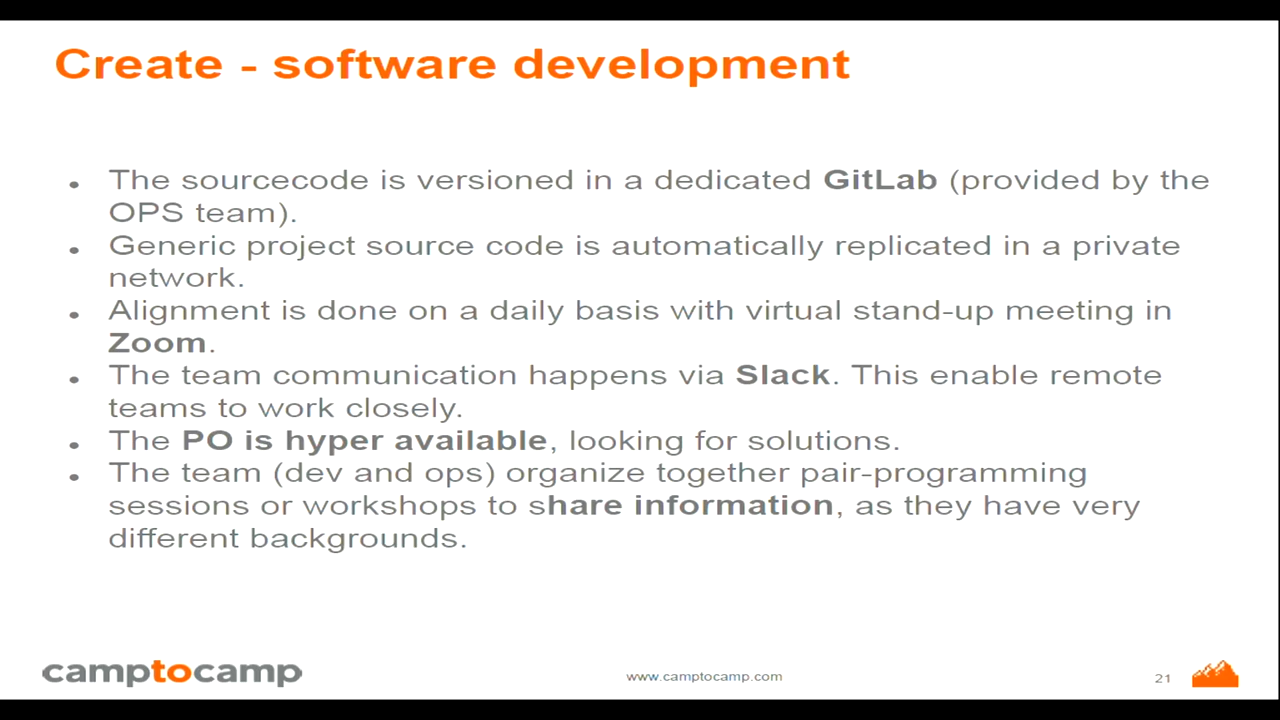 Create - software development
The sourcecode is versioned in a dedicated GitLab (provided by the
OPS team).
Generic project source code is automatically replicated in a private
network.
Alignment is done on a daily basis with virtual stand-up meeting in
Zoom.
The team communication happens via Slack. This enable remote
teams to work closely.
The PO is hyper available, looking for solutions.
The team (dev and ops) organize together pair-programming
sessions or workshops to share information, as they have very
different backgrounds.
camptocamp
www.camptocamp.com
21